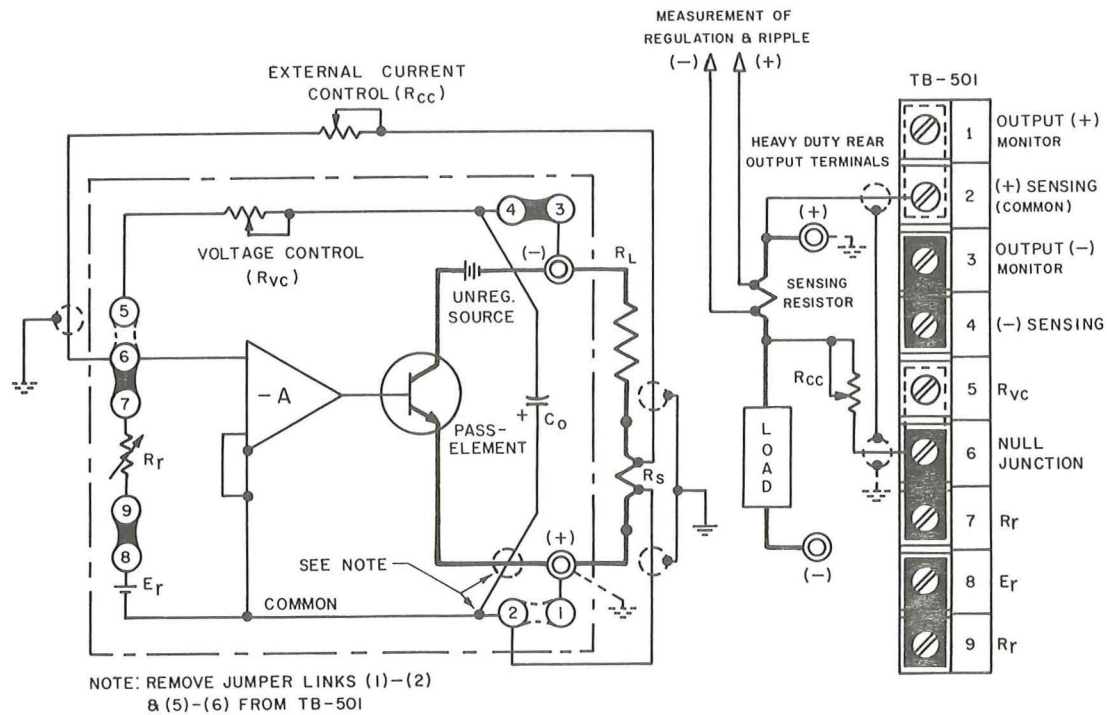 MEASUREMENT OF
REGULATION & RIPPLE
(-) (+)
EXTERNAL CURRENT
CONTROL (RCC)
TB-501
HEAVY DUTY REAR
OUTPUT TERMINALS
1 OUTPUT (+)
MONITOR
2 (+) SENSING
(COMMON)
3 OUTPUT (-)
MONITOR
4 (-) SENSING
5 RVC
6 NULL
JUNCTION
7 Rr
8 Er
9 Rr
4 3
VOLTAGE CONTROL
(RVC)
(-)
RL
UNREG.
SOURCE
5
6
7
-A
+ CO
PASS-
ELEMENT
Rr
RS
9
8
(+)
SEE NOTE
Er
COMMON
2 1
(+)
SENSING
RESISTOR
RCC
LOAD
(-)
NOTE: REMOVE JUMPER LINKS (1)-(2)
& (5)-(6) FROM TB-501